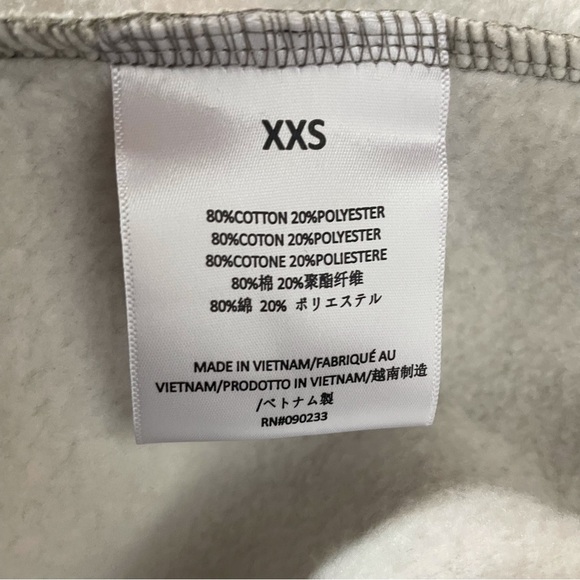 XXS
80%COTTON 20%POLYESTER
80%COTON 20%POLYESTER
80%COTONE 20%POLIESTERE
80%棉 20%聚酯纤维
80%綿 20% ポリエステル
MADE IN VIETNAM/FABRIQUÉ AU
VIETNAM/PRODOTTO IN VIETNAM/越南制造
/ベトナム製
RN#090233